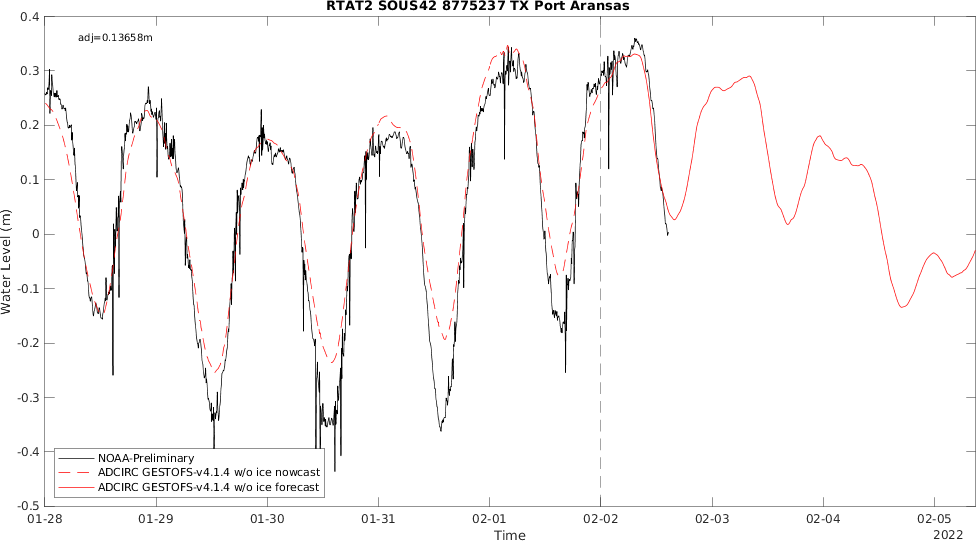 RTAT2 SOUS42 8775237 TX Port Aransas
adj=0.13658m
0.4
0.3
0.2
0.1
0
-0.1
-0.2
-0.3
-0.4
-0.5
Water Level (m)
NOAA-Preliminary
ADCIRC GESTOFS-v4.1.4 w/o ice nowcast
ADCIRC GESTOFS-v4.1.4 w/o ice forecast
01-28 01-29 01-30 01-31 02-01 02-02 02-03 02-04 02-05
Time
2022